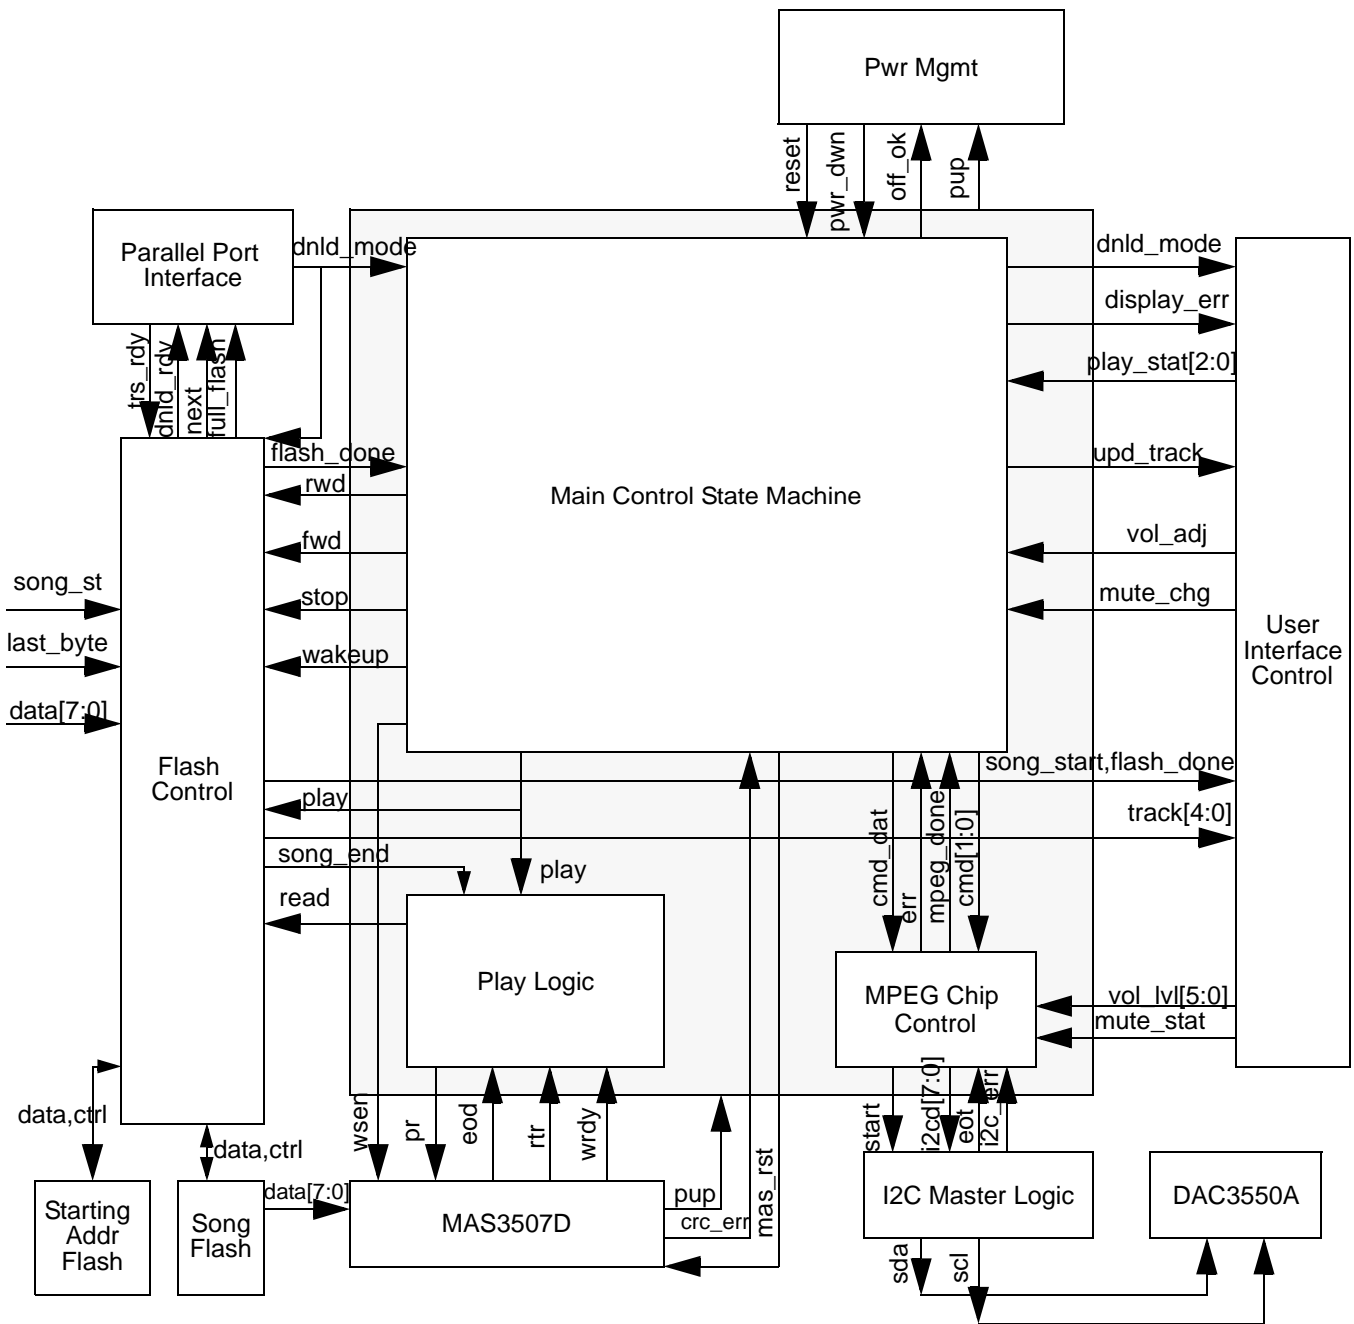 Pwr Mgmt
reset
pwr_dwn
off_ok
pup
Parallel Port
Interface
dnld_mode
dnld_mode
display_err
play_stat[2:0]
trs_rdy
dnld_rdy
next
full_flash
flash_done
rwd
Main Control State Machine
upd_track
fwd
vol_adj
song_st
stop
mute_chg
last_byte
wakeup
User
Interface
Control
data[7:0]
Flash
Control
song_start,flash_done
play
track[4:0]
song_end
play
cmd_dat
err
mpeg_done
cmd[1:0]
read
Play Logic
MPEG Chip
Control
vol_lvl[5:0]
mute_stat
data,ctrl
data,ctrl
wsen
pr
eod
rtr
wrdy
mas_rst
start
i2cd[7:0]
eot
i2c_err
Starting
Addr
Flash
Song
Flash
data[7:0]
MAS3507D
pup
crc_err
I2C Master Logic
DAC3550A
sda
scl